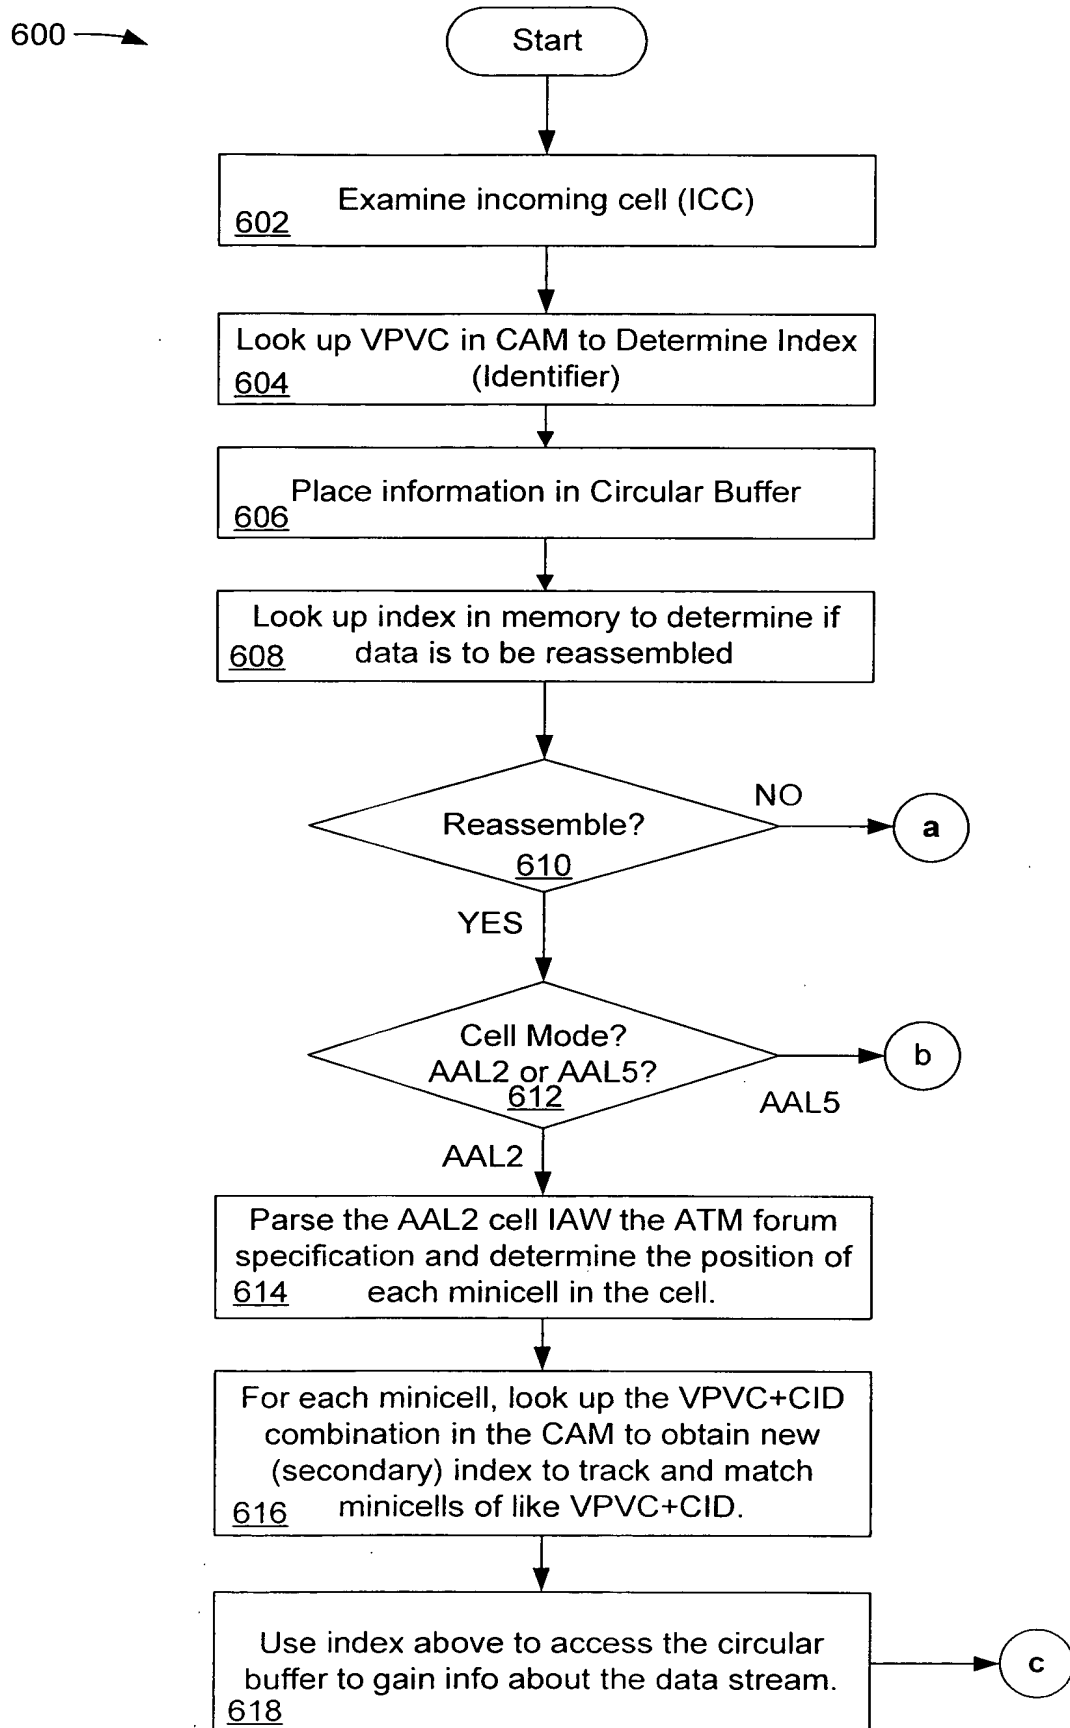 600
Start
Examine incoming cell (ICC)
602
Look up VPVC in CAM to Determine Index
(Identifier)
604
Place information in Circular Buffer
606
Look up index in memory to determine if
data is to be reassembled
608
NO
Reassemble?
a
610
YES
Cell Mode?
AAL2 or AAL5?
b
612
AAL5
AAL2
Parse the AAL2 cell IAW the ATM forum
specification and determine the position of
each minicell in the cell.
614
For each minicell, look up the VPVC+CID
combination in the CAM to obtain new
(secondary) index to track and match
minicells of like VPVC+CID.
616
Use index above to access the circular
buffer to gain info about the data stream.
c
618